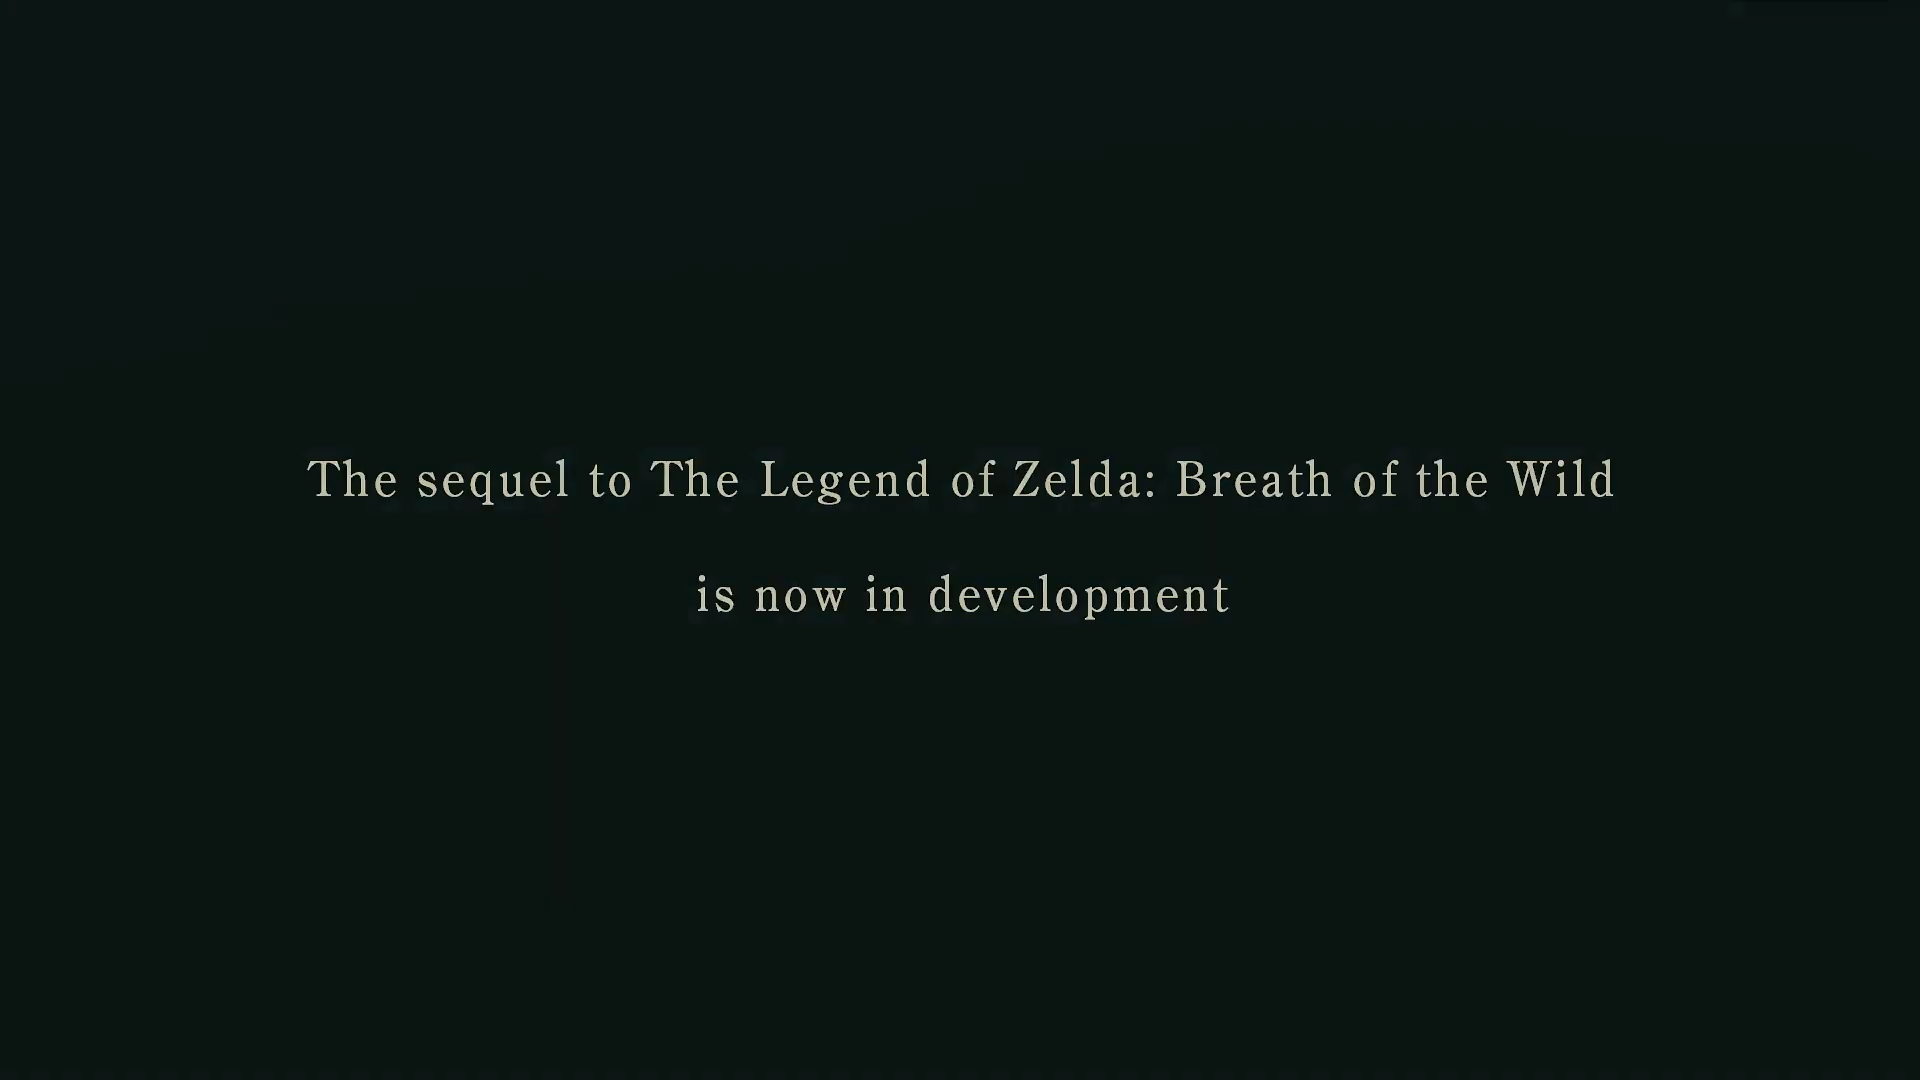 The sequel to The Legend of Zelda: Breath of the Wild
is now in development